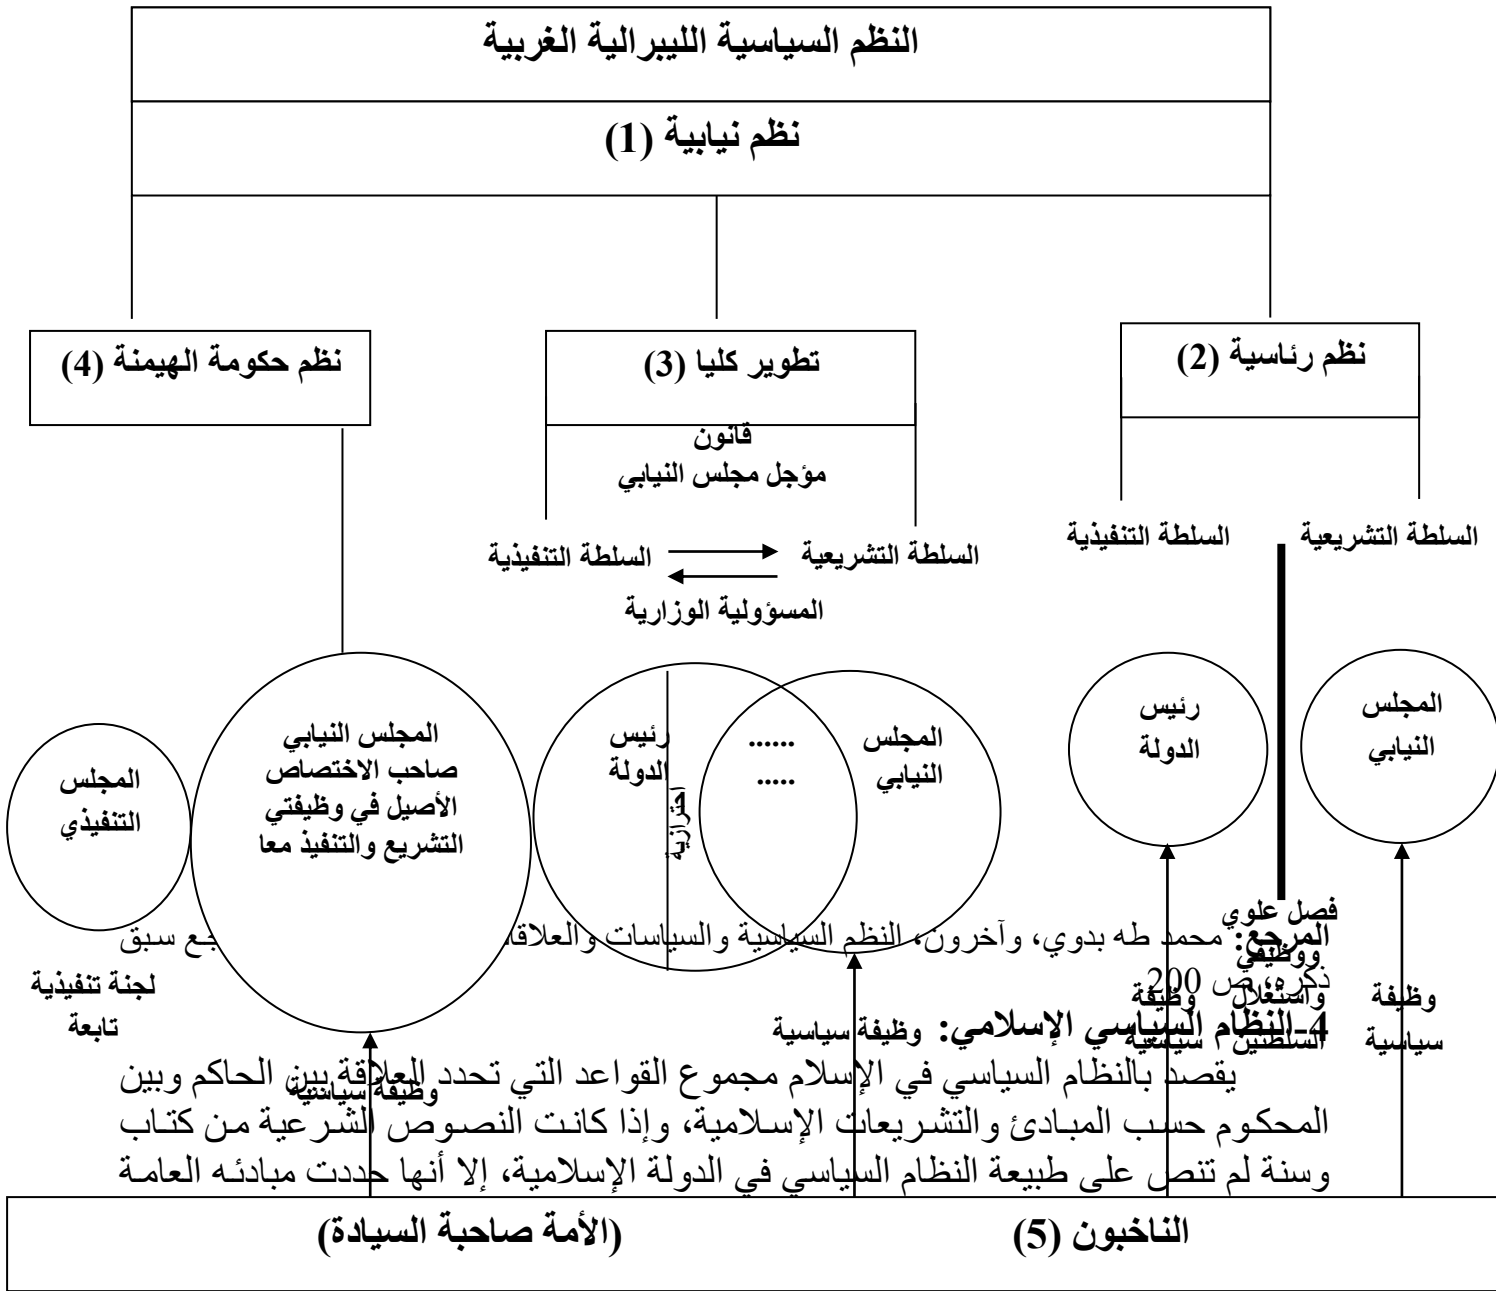 النظم السياسية الليبرالية الغربية
نظم نيابية (1)
نظم رئاسية (2)
تطوير كليا (3)
نظم حكومة الهيمنة (4)
قانون
مؤجل مجلس النيابي
السلطة التشريعية
السلطة التنفيذية
السلطة التشريعية
السلطة التنفيذية
المسؤولية الوزارية
المجلس
النيابي
رئيس
الدولة
المجلس
النيابي
......
.....
رئيس
الدولة
احترازية
المجلس النيابي
صاحب الاختصاص
الأصيل في وظيفتي
التشريع والتنفيذ معا
المجلس
التنفيذي
فصل علوي
ووظيفي
واستغلال
السلطتين
المرجع: محمد طه بدوي، وآخرون، النظم السياسية والسياسات والعلاقا جع سبق
ذكره، ص 200
وظيفة
سياسية
وظيفة
سياسية
لجنة تنفيذية
تابعة
4-النظام السياسي الإسلامي:
وظيفة سياسية
يقصد بالنظام السياسي في الإسلام مجموع القواعد التي تحدد العلاقة بين الحاكم وبين
وظيفة سياسية
المحكوم حسب المبادئ والتشريعات الإسلامية، وإذا كانت النصوص الشرعية من كتاب
وسنة لم تنص على طبيعة النظام السياسي في الدولة الإسلامية، إلا أنها حددت مبادئه العامة
الناخبون (5)
(الأمة صاحبة السيادة)